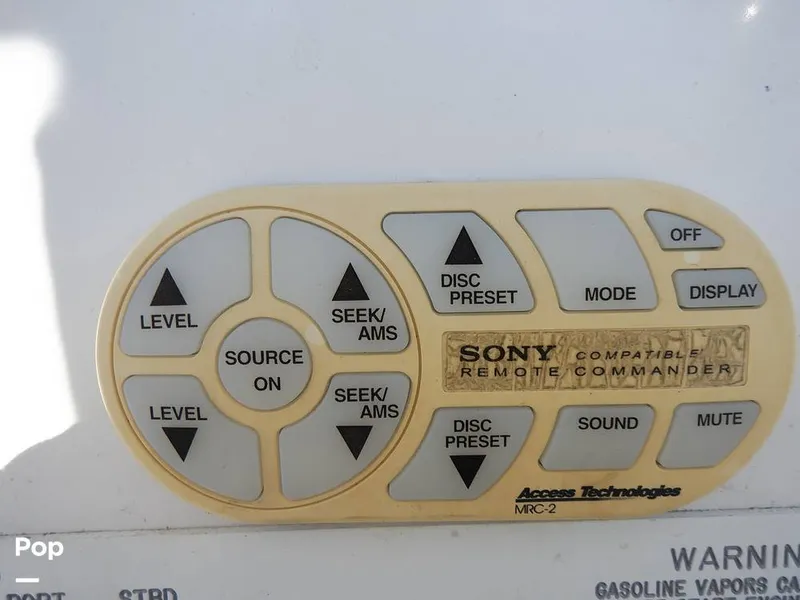 OFF
DISC
PRESET
MODE
DISPLAY
LEVEL
SEEK/
AMS
SOURCE
ON
SONY COMPATIBLE
REMOTE COMMANDER
LEVEL
SEEK/
AMS
DISC
PRESET
SOUND
MUTE
Access Technologies
MRC-2
Pop
PORT STBD
WARNIN
GASOLINE VAPORS CA